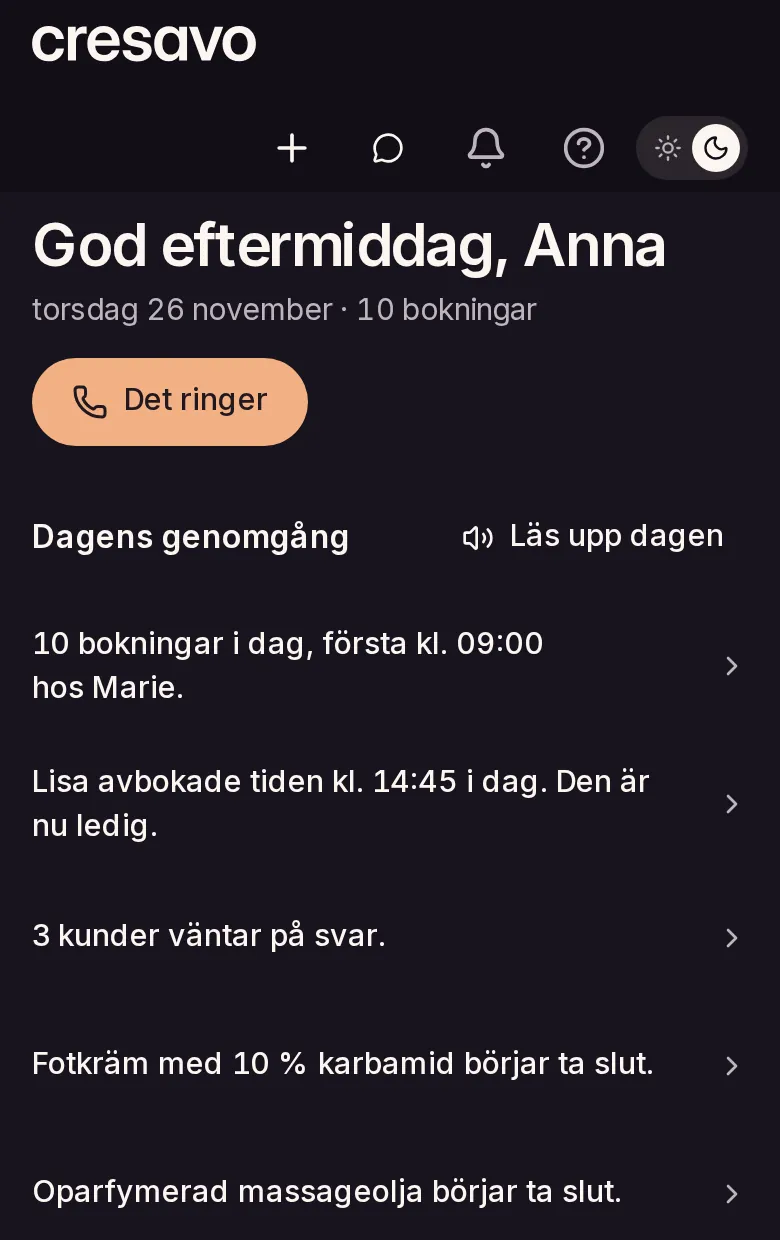 cresavo
God eftermiddag, Anna
torsdag 26 november · 10 bokningar
Det ringer
Dagens genomgång
Läs upp dagen
10 bokningar i dag, första kl. 09:00
hos Marie.
Lisa avbokade tiden kl. 14:45 i dag. Den är
nu ledig.
3 kunder väntar på svar.
Fotkräm med 10 % karbamid börjar ta slut.
Oparfymerad massageolja börjar ta slut.